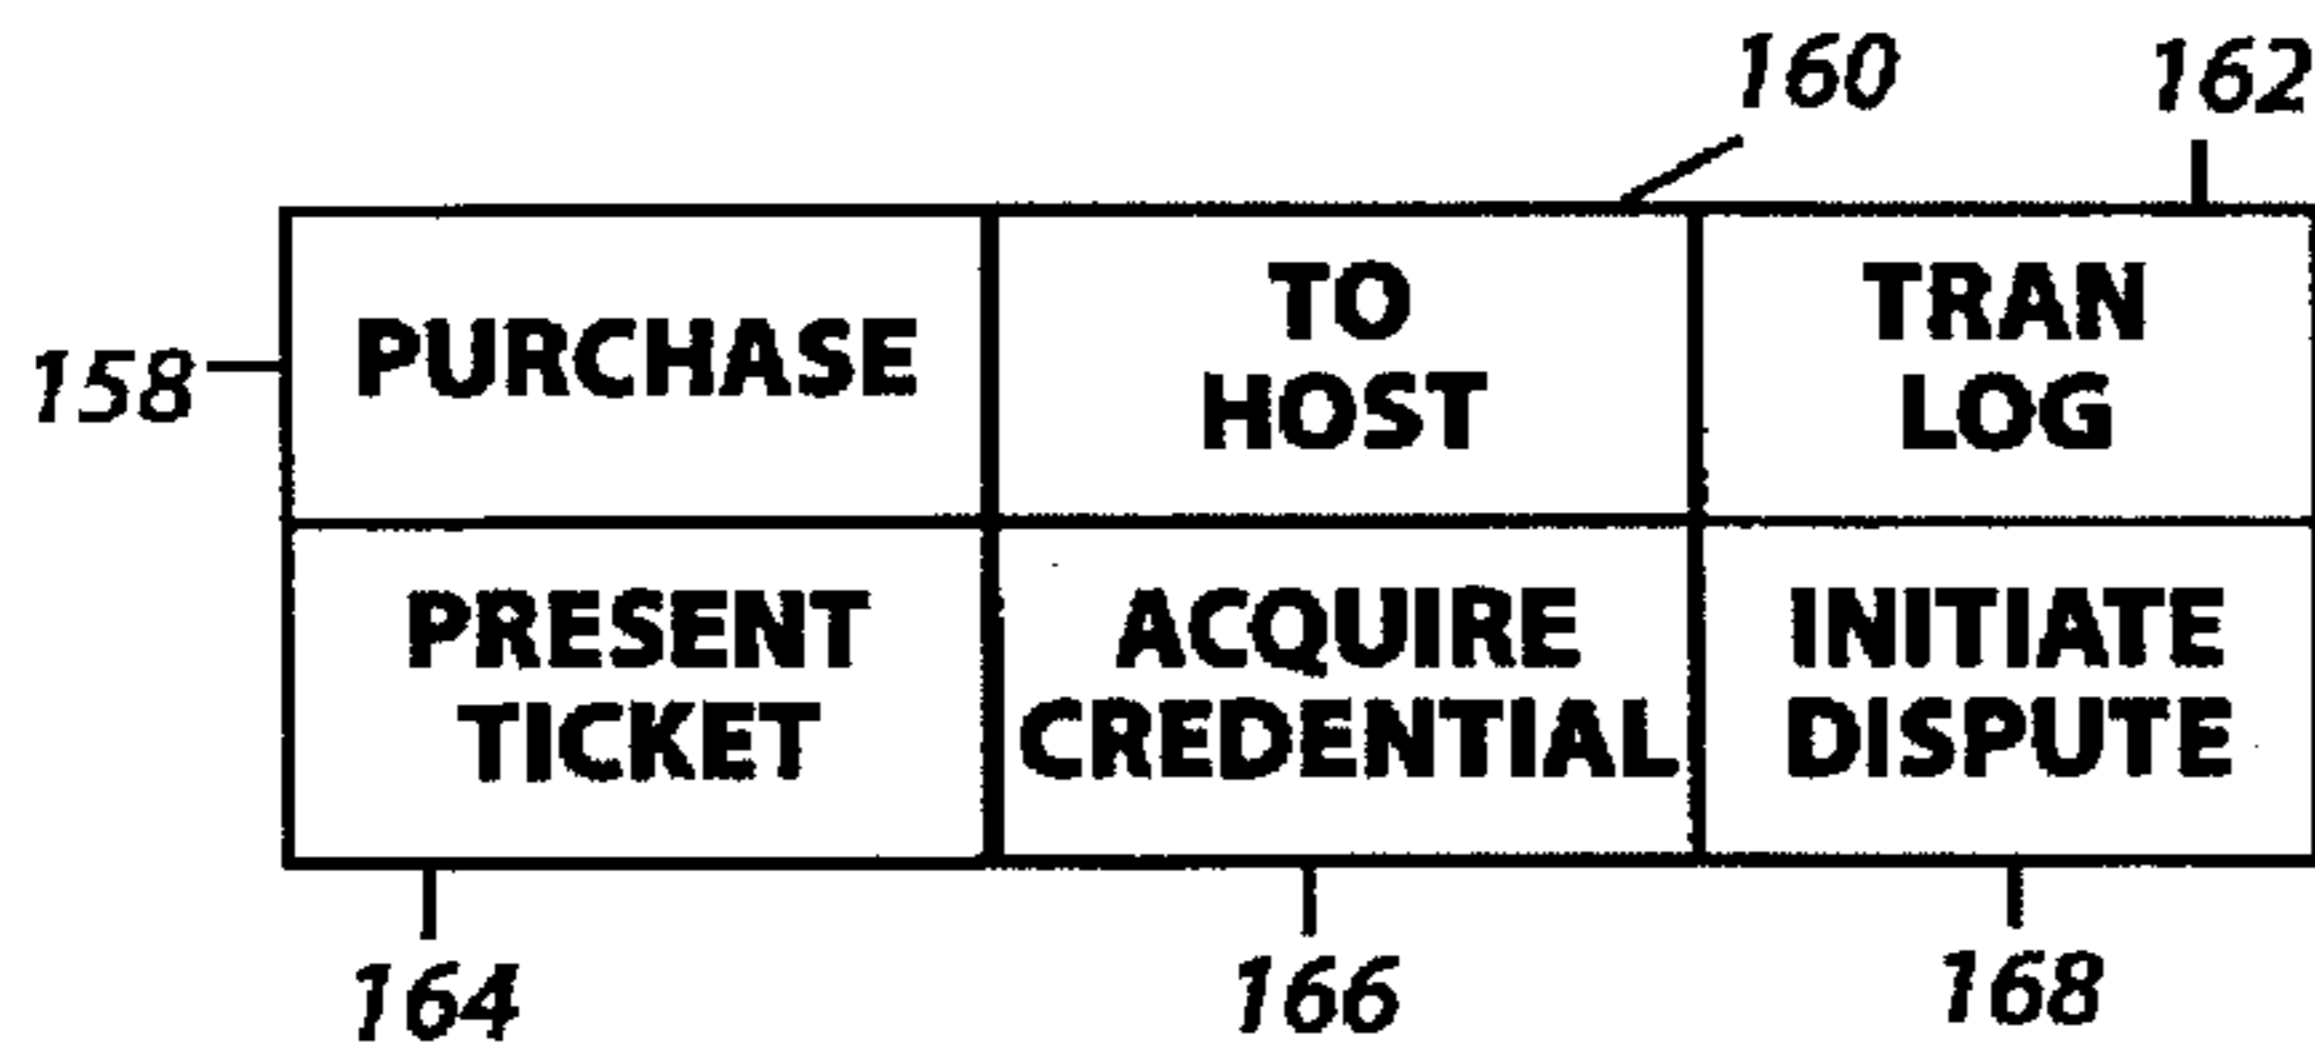 160
162
158
PURCHASE
TO
HOST
TRAN
LOG
PRESENT
TICKET
ACQUIRE
CREDENTIAL
INITIATE
DISPUTE
164
166
168